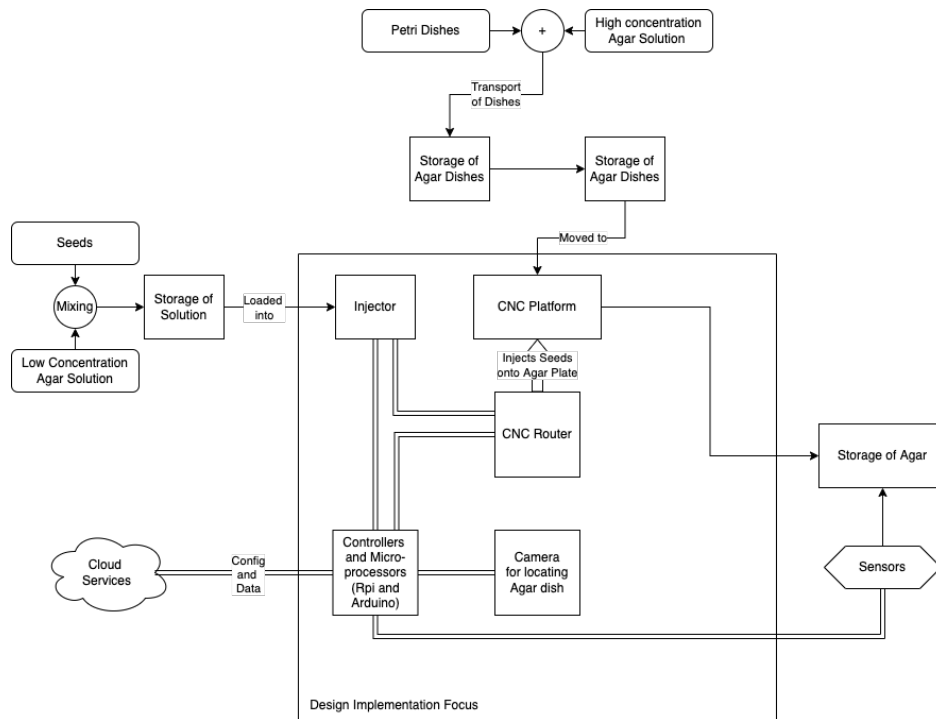 Petri Dishes
+
High concentration
Agar Solution
Transport
of Dishes
Storage of
Agar Dishes
Storage of
Agar Dishes
Moved to
Seeds
Mixing
Low Concentration
Agar Solution
Storage of
Solution
Loaded
into
Injector
CNC Platform
Injects Seeds
onto Agar Plate
CNC Router
Storage of Agar
Cloud
Services
Config
and
Data
Controllers
and Micro-
processors
(Rpi and
Arduino)
Camera
for locating
Agar dish
Sensors
Design Implementation Focus